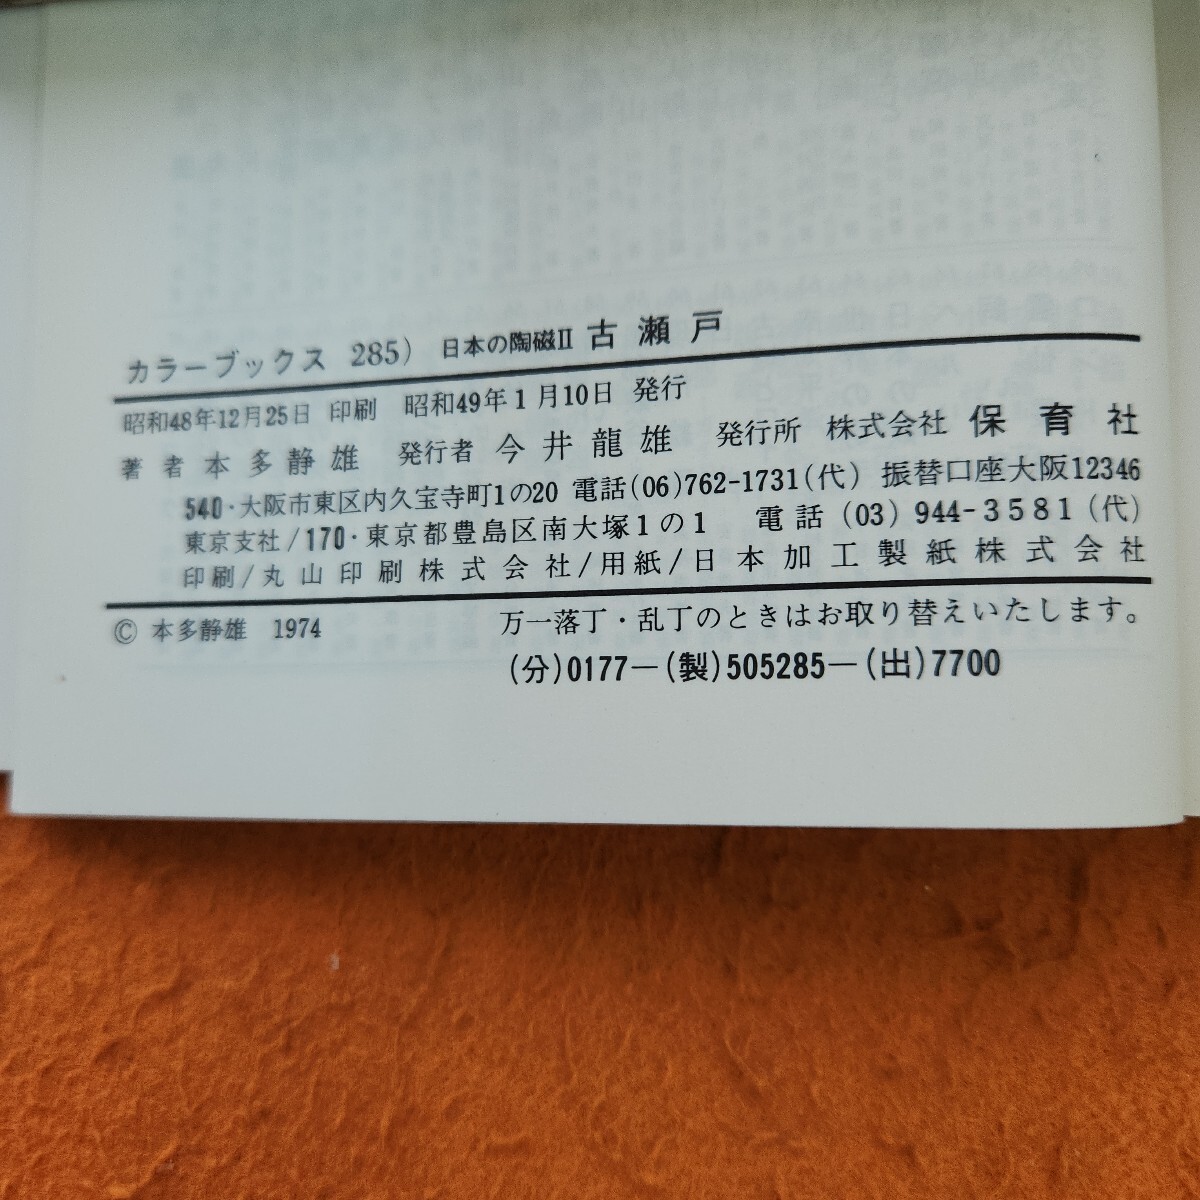 カラーブックス 285) 日本の陶磁II 古瀬戸
昭和48年12月25日 印刷 昭和49年1月10日 発行
著者 本多静雄 発行者 今井龍雄 発行所 株式会社 保育社
540・大阪市東区内久宝寺町1の20 電話(06)762-1731(代) 振替口座大阪12346
東京支社/170・東京都豊島区南大塚1の1 電話(03)944-3581(代)
印刷/丸山印刷株式会社/用紙/日本加工製紙株式会社
© 本多静雄 1974 万一落丁・乱丁のときはお取り替えいたします。
(分)0177—(製)505285—(出)7700